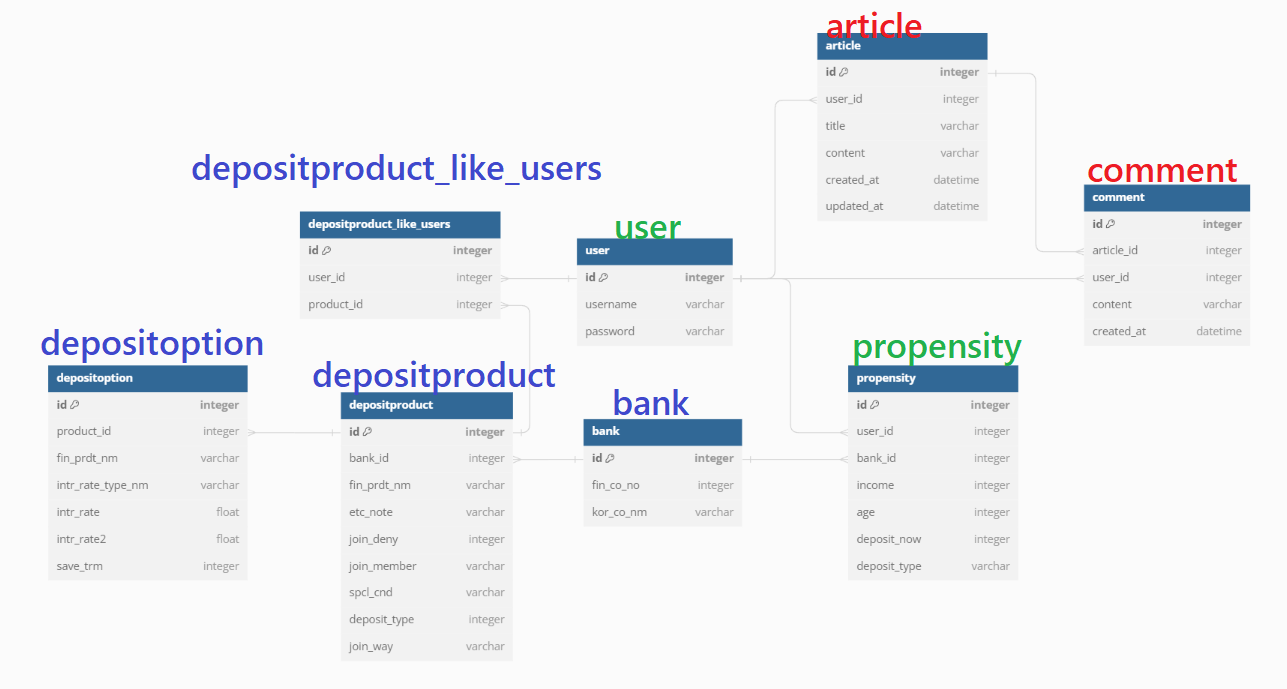 article
article
id integer
user_id integer
title varchar
content varchar
created_at datetime
updated_at datetime
comment
comment
id integer
article_id integer
user_id integer
content varchar
created_at datetime
depositproduct_like_users
depositproduct_like_users
id integer
user_id integer
product_id integer
user
user
id integer
username varchar
password varchar
depositoption
depositoption
id integer
product_id integer
fin_prdt_nm varchar
intr_rate_type_nm varchar
intr_rate float
intr_rate2 float
save_trm integer
depositproduct
depositproduct
id integer
bank_id integer
fin_prdt_nm varchar
etc_note varchar
join_deny integer
join_member varchar
spcl_cnd varchar
deposit_type integer
join_way varchar
bank
bank
id integer
fin_co_no integer
kor_co_nm varchar
propensity
propensity
id integer
user_id integer
bank_id integer
income integer
age integer
deposit_now integer
deposit_type varchar